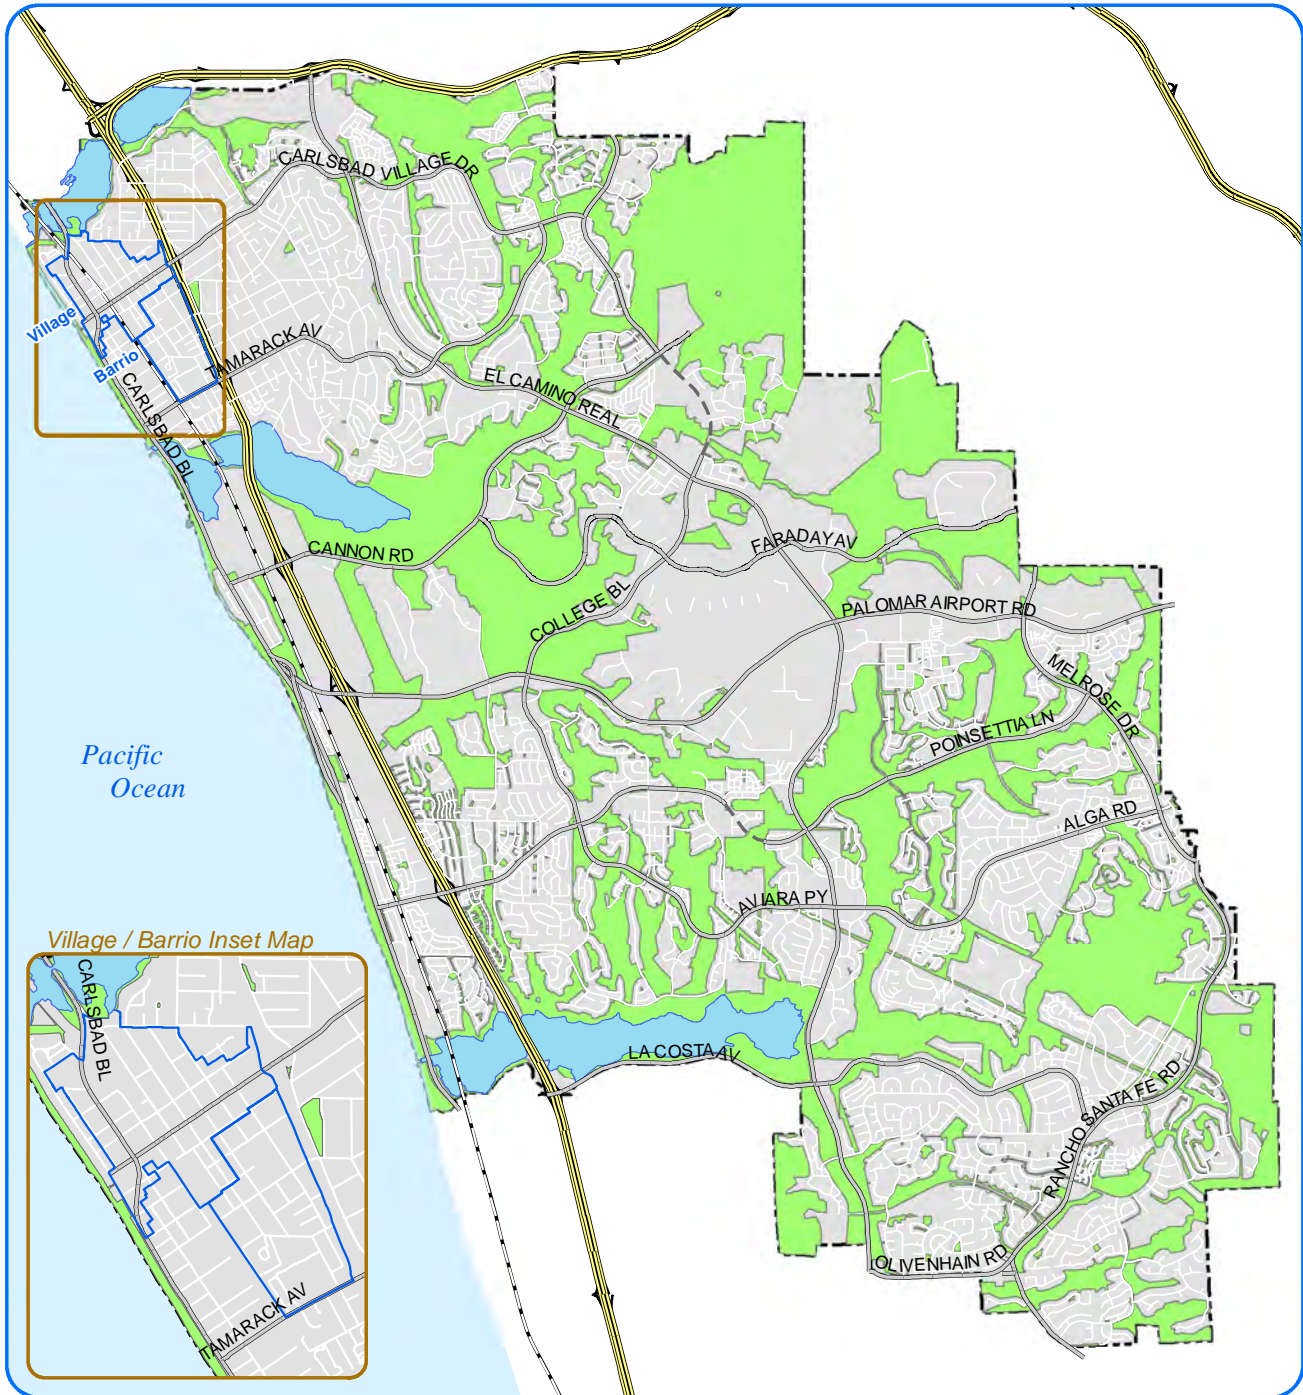 CARLSBAD VILLAGE DR
Village
Barrio
TAMARACK AV
CARLSBAD BL
EL CAMINO REAL
CANNON RD
FARADAY AV
COLLEGE BL
PALOMAR AIRPORT RD
MELROSE DR
POINSETTIA LN
Pacific
Ocean
ALGA RD
AVIARA PY
Village / Barrio Inset Map
CARLSBAD BL
LA COSTA AV
RANCHO SANTA FE RD
OLIVENHAIN RD
TAMARACK AV